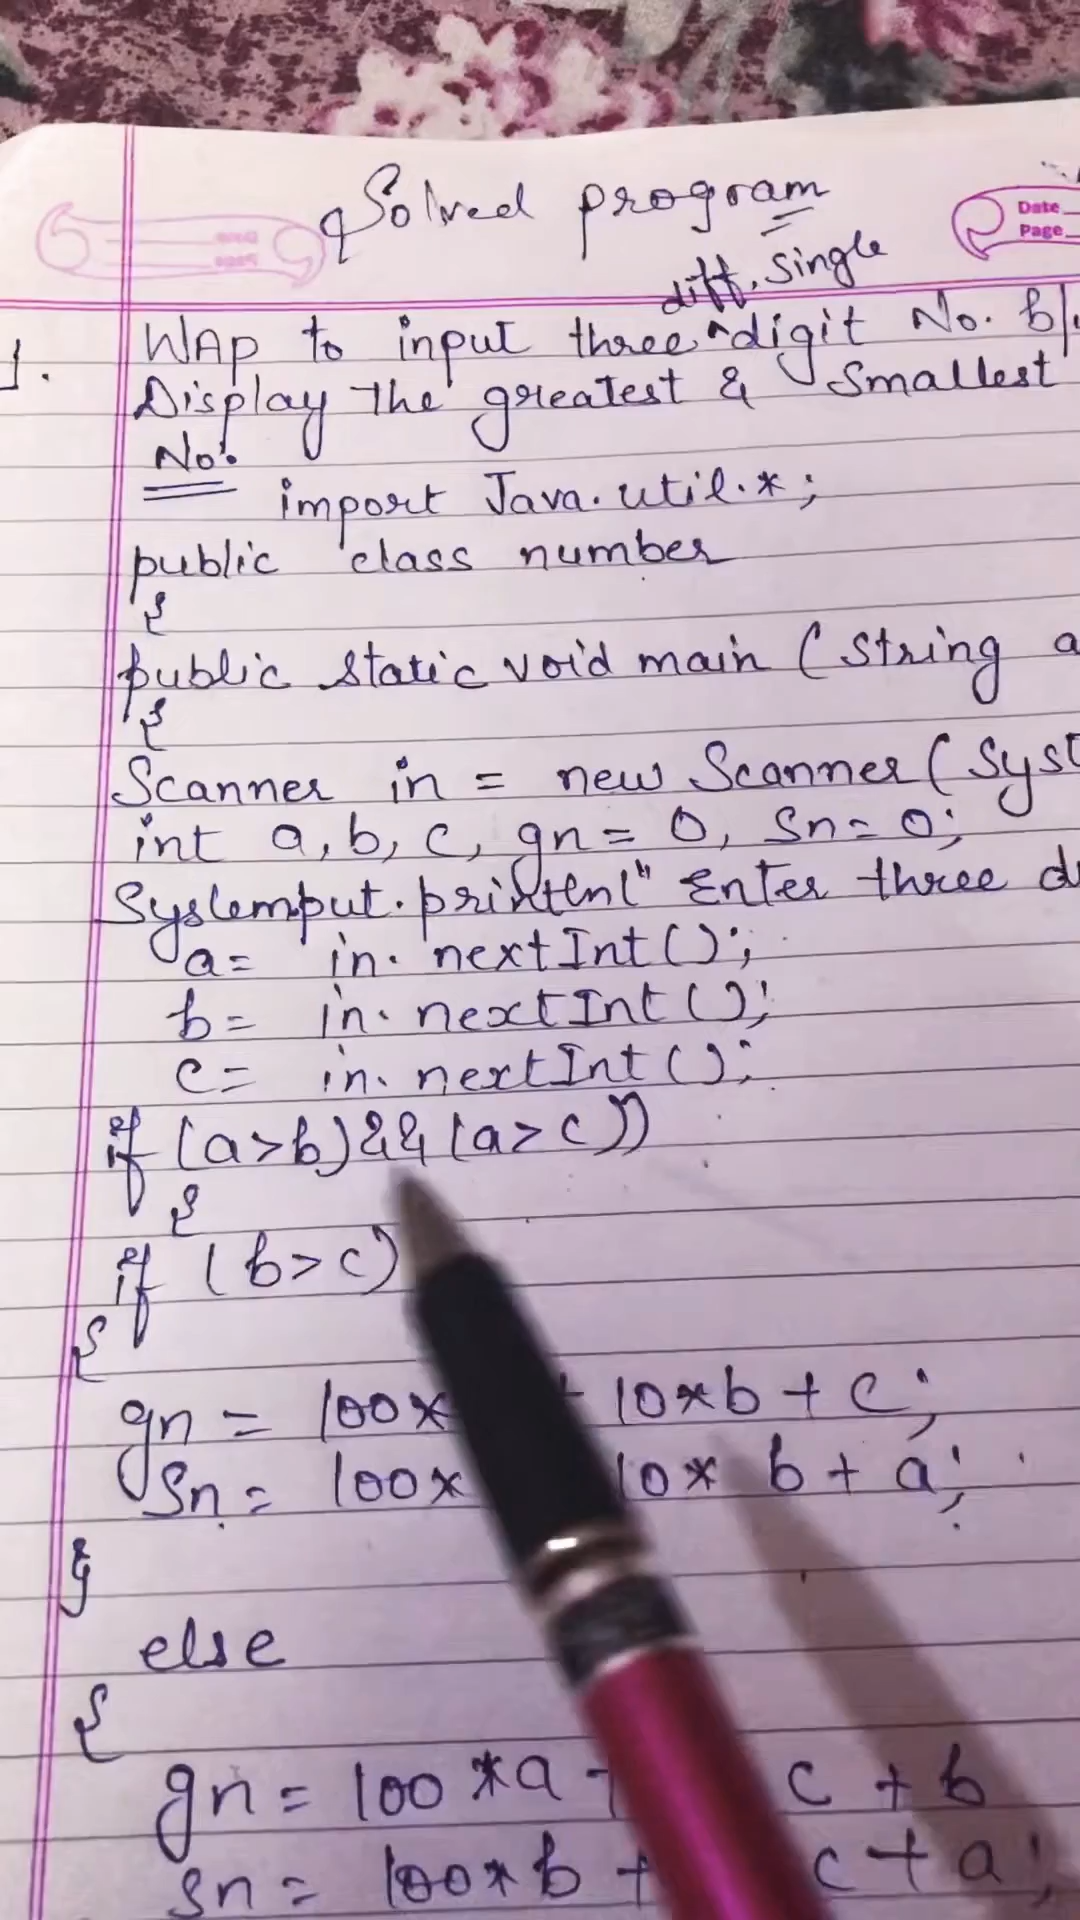 Solved program
Date
Page
diff. single
1. WAP to input three ^ digit No. &
Display the greatest & Smallest
No:
import Java.util.*;
public class number
{
public static void main (String a
{
Scanner in = new Scanner (Syst
int a, b, c, gn = 0, Sn = 0;
System.out.println" Enter three d
a = in. nextInt ();
b = in. nextInt ();
c = in. nextInt ();
if (a>b) && (a>c))
{
if (b>c)
{
gn = 100* + 10*b + c;
Sn = 100* 10* b + a;
}
else
{
gn = 100 *a + c + b
sn = 100*b + c + a;